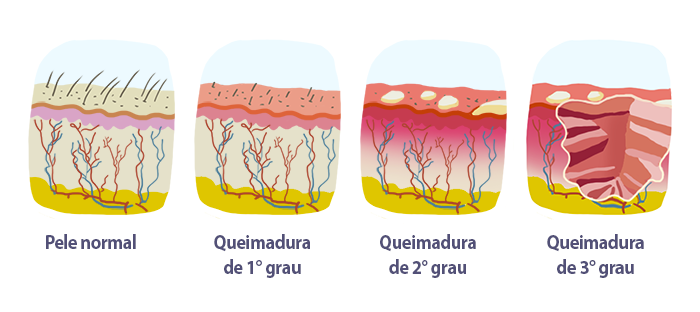 Pele normal
Queimadura
de 1° grau
Queimadura
de 2° grau
Queimadura
de 3° grau